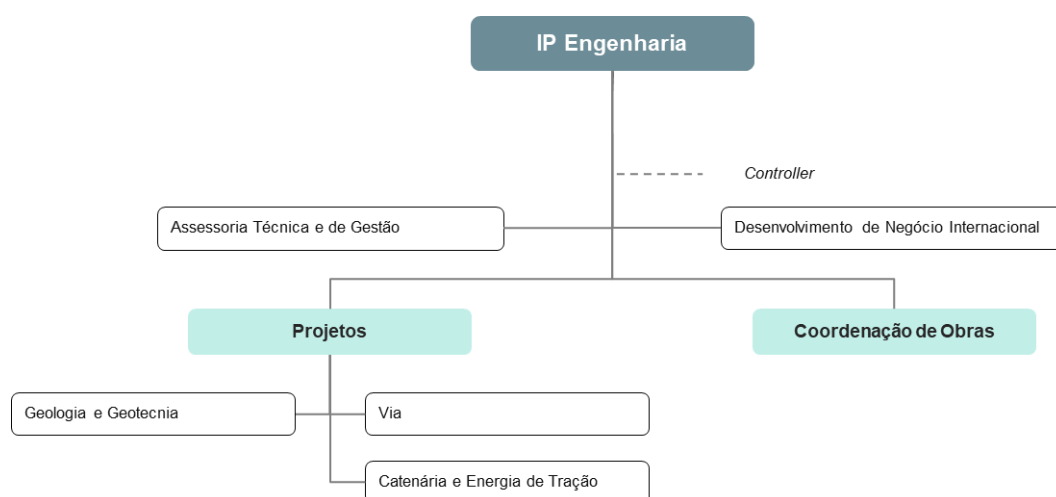 IP Engenharia
Controller
Assessoria Técnica e de Gestão
Desenvolvimento de Negócio Internacional
Projetos
Coordenação de Obras
Geologia e Geotecnia
Via
Catenária e Energia de Tração